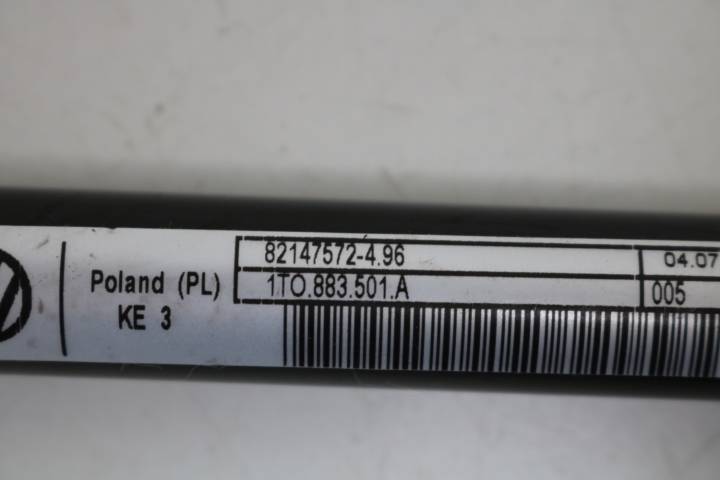 82147572-4.96 04.07
Poland (PL) 1TO.883.501.A 005
KE 3